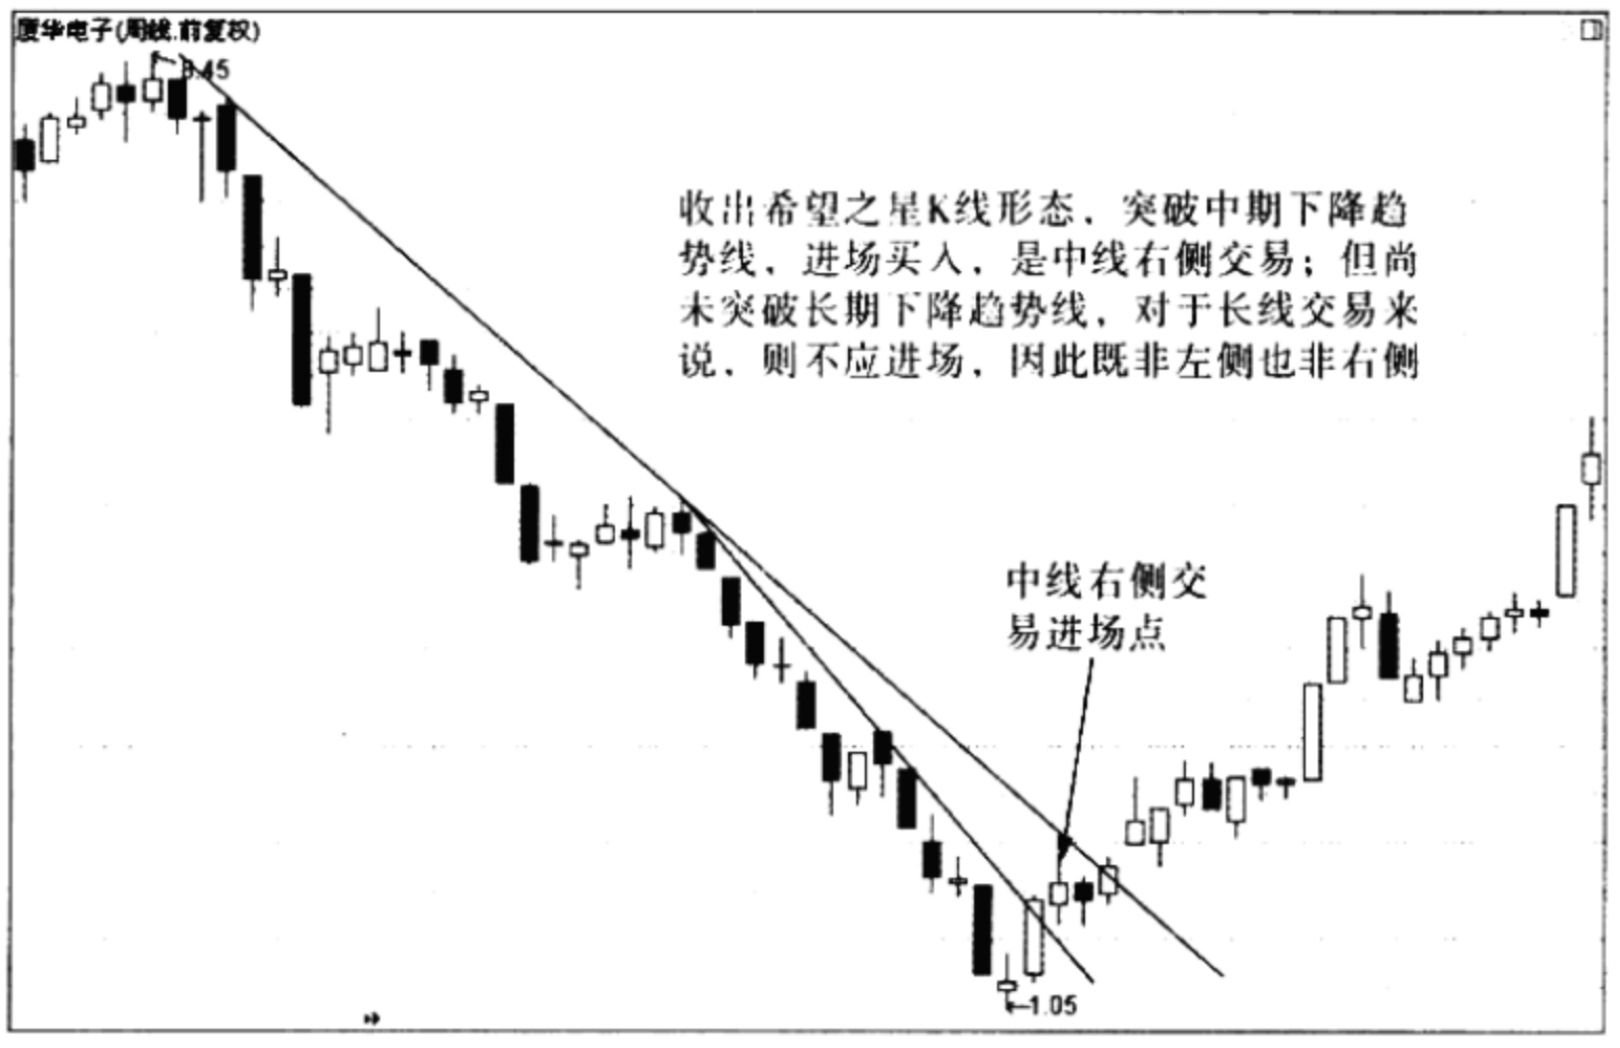 厦华电子(周线.前复权)
收出希望之星K线形态，突破中期下降趋
势线，进场买入，是中线右侧交易；但尚
未突破长期下降趋势线，对于长线交易来
说，则不应进场，因此既非左侧也非右侧
中线右侧交
易进场点
1.05